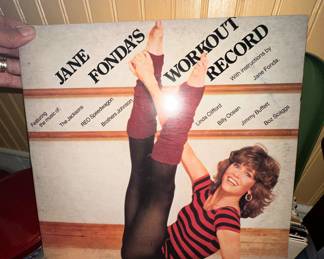 JANE FONDA'S WORKOUT RECORD
With instructions by
Jane Fonda
Featuring
the music of:
The Jacksons
REO Speedwagon
Brothers Johnson
Linda Clifford
Billy Ocean
Jimmy Buffett
Boz Scaggs